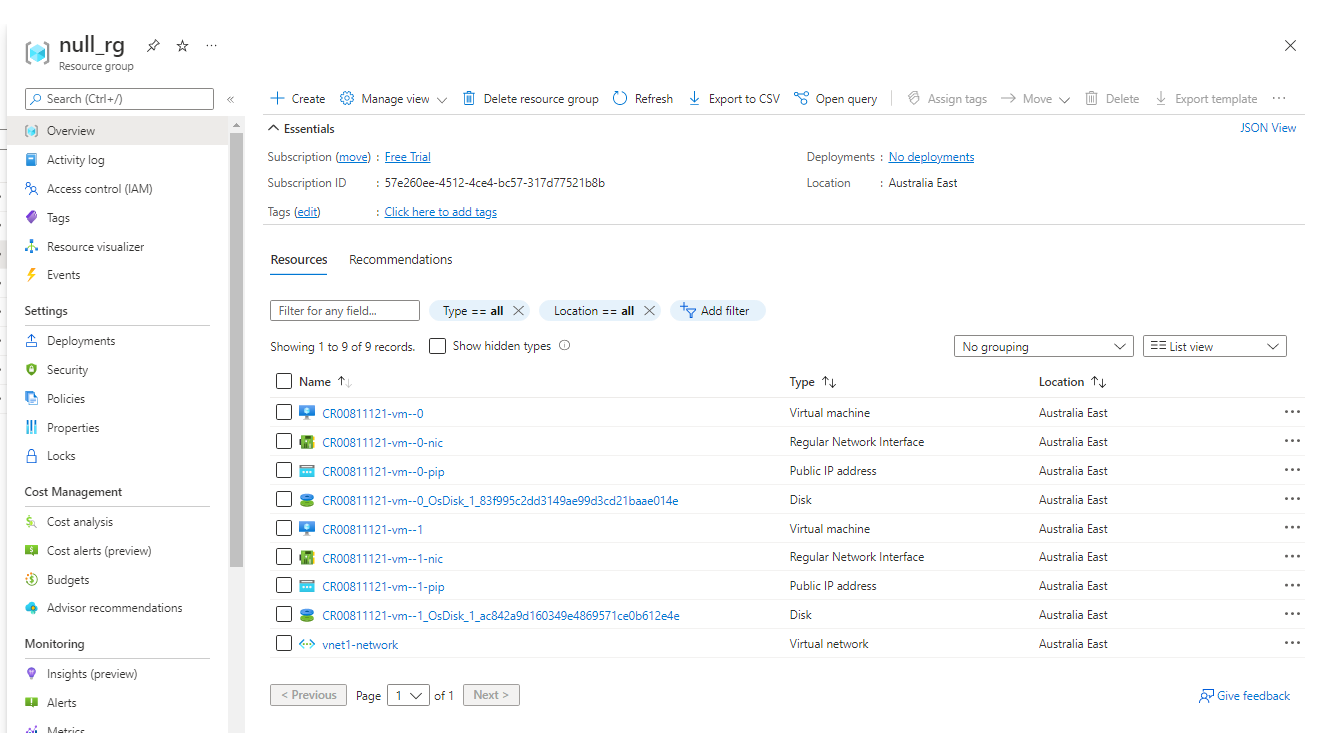 null_rg
Resource group
Search (Ctrl+/)
«
Overview
Activity log
Access control (IAM)
Tags
Resource visualizer
Events
Settings
Deployments
Security
Policies
Properties
Locks
Cost Management
Cost analysis
Cost alerts (preview)
Budgets
Advisor recommendations
Monitoring
Insights (preview)
Alerts
Metrics
Create Manage view Delete resource group Refresh Export to CSV Open query Assign tags Move Delete Export template
Essentials JSON View
Subscription (move) : Free Trial Deployments : No deployments
Subscription ID : 57e260ee-4512-4ce4-bc57-317d77521b8b Location : Australia East
Tags (edit) : Click here to add tags
Resources Recommendations
Filter for any field... Type == all Location == all Add filter
Showing 1 to 9 of 9 records. Show hidden types No grouping List view
Name Type Location
CR00811121-vm--0 Virtual machine Australia East
CR00811121-vm--0-nic Regular Network Interface Australia East
CR00811121-vm--0-pip Public IP address Australia East
CR00811121-vm--0_OsDisk_1_83f995c2dd3149ae99d3cd21baae014e Disk Australia East
CR00811121-vm--1 Virtual machine Australia East
CR00811121-vm--1-nic Regular Network Interface Australia East
CR00811121-vm--1-pip Public IP address Australia East
CR00811121-vm--1_OsDisk_1_ac842a9d160349e4869571ce0b612e4e Disk Australia East
vnet1-network Virtual network Australia East
< Previous Page 1 of 1 Next > Give feedback